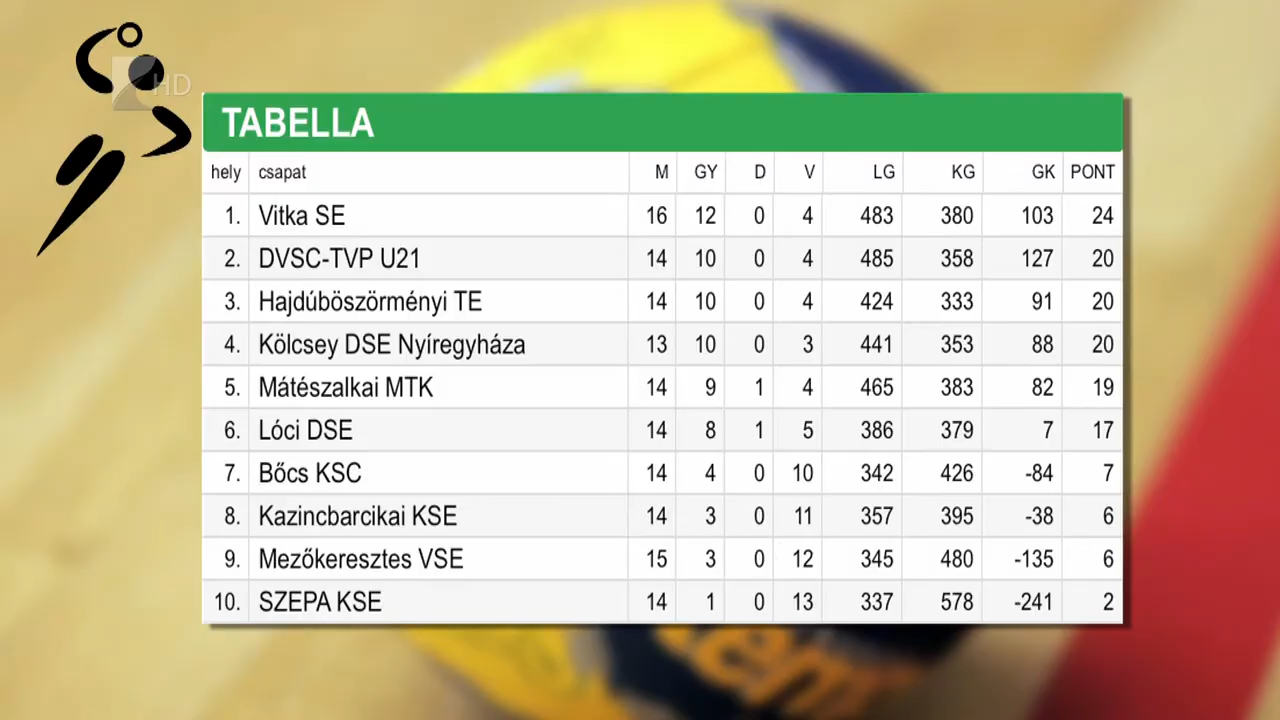 HD
TABELLA
hely csapat M GY D V LG KG GK PONT
1. Vitka SE 16 12 0 4 483 380 103 24
2. DVSC-TVP U21 14 10 0 4 485 358 127 20
3. Hajdúböszörményi TE 14 10 0 4 424 333 91 20
4. Kölcsey DSE Nyíregyháza 13 10 0 3 441 353 88 20
5. Mátészalkai MTK 14 9 1 4 465 383 82 19
6. Lóci DSE 14 8 1 5 386 379 7 17
7. Bőcs KSC 14 4 0 10 342 426 -84 7
8. Kazincbarcikai KSE 14 3 0 11 357 395 -38 6
9. Mezőkeresztes VSE 15 3 0 12 345 480 -135 6
10. SZEPA KSE 14 1 0 13 337 578 -241 2